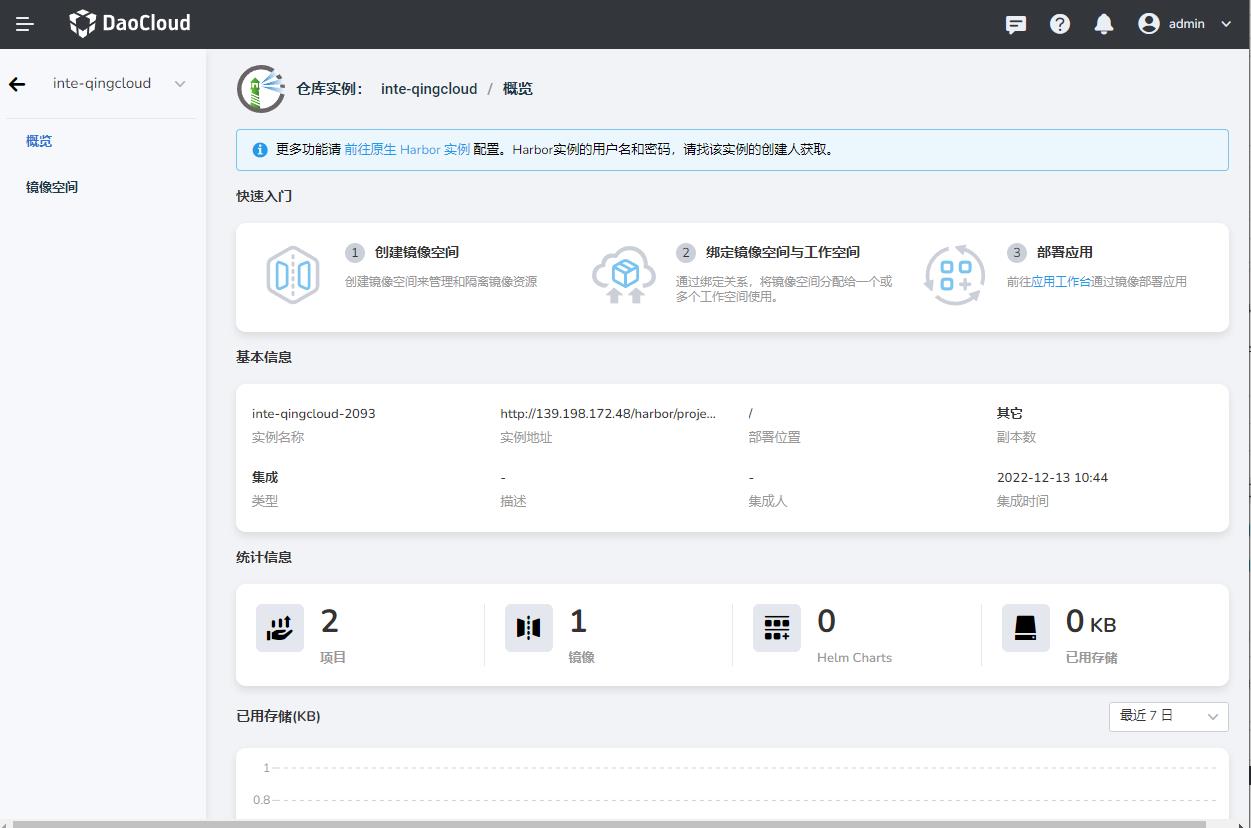 DaoCloud
admin
inte-qingcloud
概览
镜像空间
仓库实例： inte-qingcloud / 概览
更多功能请 前往原生 Harbor 实例 配置。Harbor实例的用户名和密码，请找该实例的创建人获取。
快速入门
1 创建镜像空间
创建镜像空间来管理和隔离镜像资源
2 绑定镜像空间与工作空间
通过绑定关系，将镜像空间分配给一个或
多个工作空间使用。
3 部署应用
前往应用工作台通过镜像部署应用
基本信息
inte-qingcloud-2093
实例名称
http://139.198.172.48/harbor/proje...
实例地址
/
部署位置
其它
副本数
集成
类型
-
描述
-
集成人
2022-12-13 10:44
集成时间
统计信息
2
项目
1
镜像
0
Helm Charts
0 KB
已用存储
已用存储(KB)
最近 7 日
1
0.8